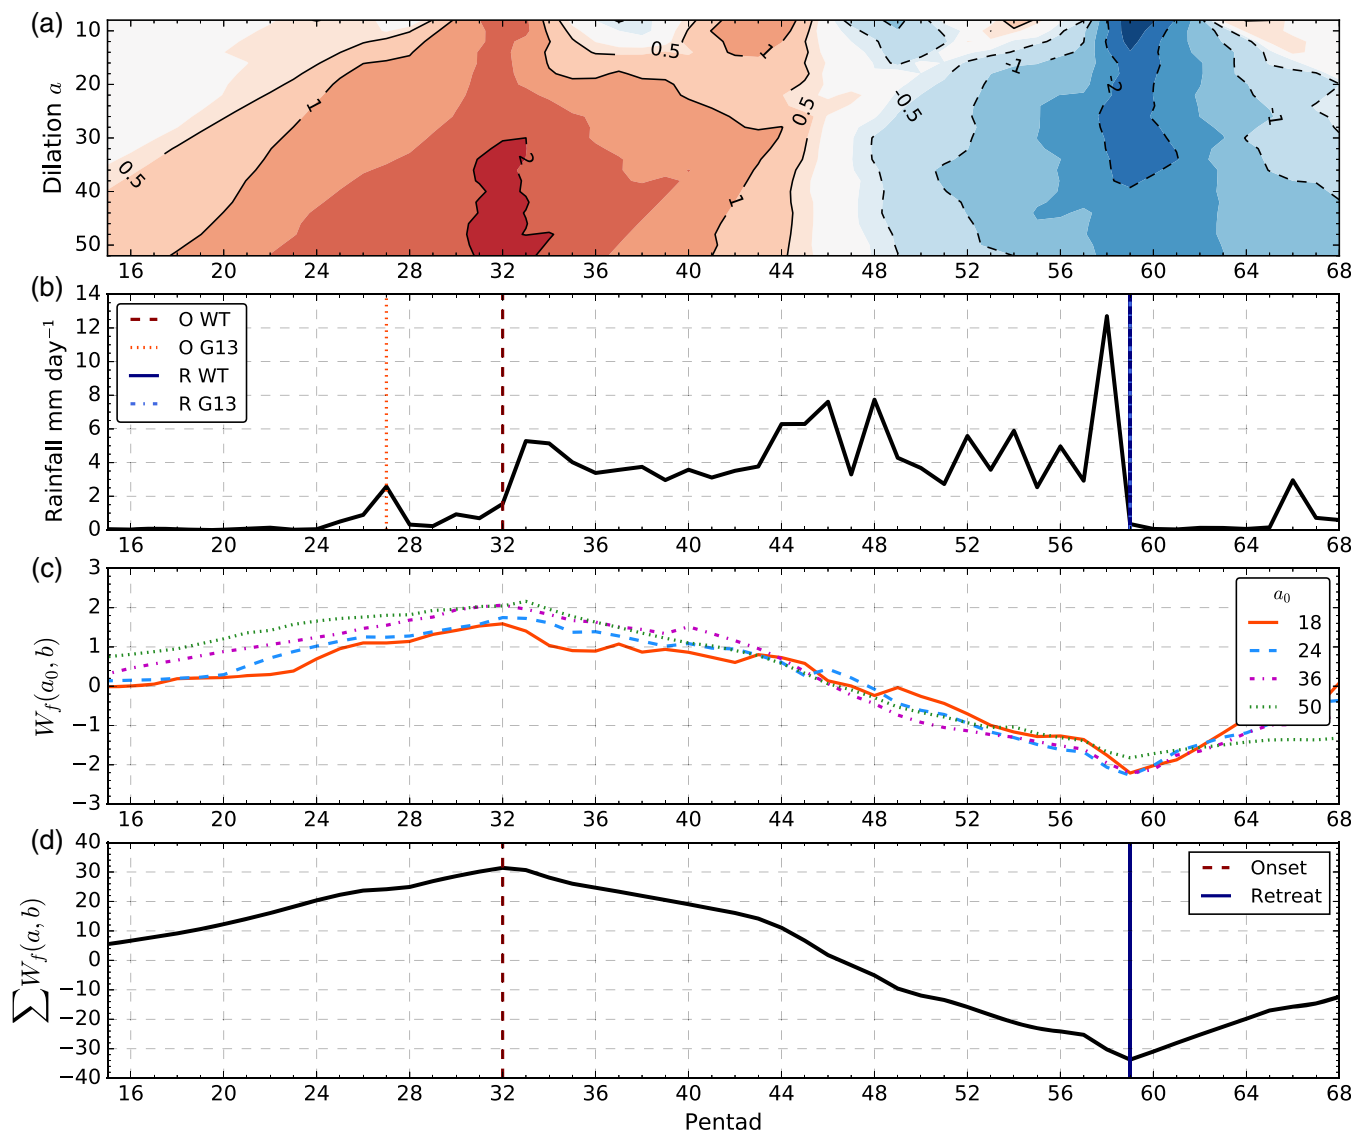 (a)
Dilation a
10
20
30
40
50
0.5
1
2
0.5
1
0.5
1
-0.5
-1
-2
-1
16 20 24 28 32 36 40 44 48 52 56 60 64 68
(b)
Rainfall mm day⁻¹
14
12
10
8
6
4
2
0
O WT
O G13
R WT
R G13
16 20 24 28 32 36 40 44 48 52 56 60 64 68
(c)
W_f(a₀, b)
3
2
1
0
−1
−2
−3
a₀
18
24
36
50
16 20 24 28 32 36 40 44 48 52 56 60 64 68
(d)
∑W_f(a, b)
40
30
20
10
0
−10
−20
−30
−40
Onset
Retreat
16 20 24 28 32 36 40 44 48 52 56 60 64 68
Pentad